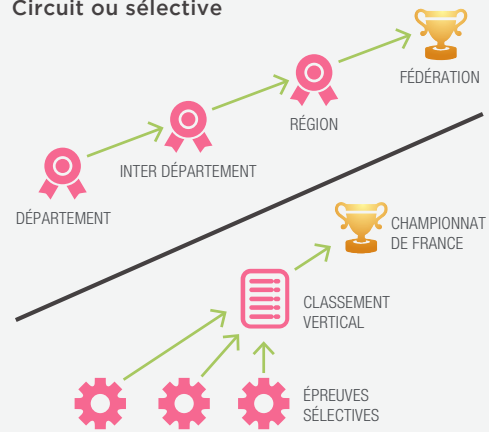 Circuit ou sélective
FÉDÉRATION
RÉGION
INTER DÉPARTEMENT
DÉPARTEMENT
CHAMPIONNAT
DE FRANCE
CLASSEMENT
VERTICAL
ÉPREUVES
SÉLECTIVES